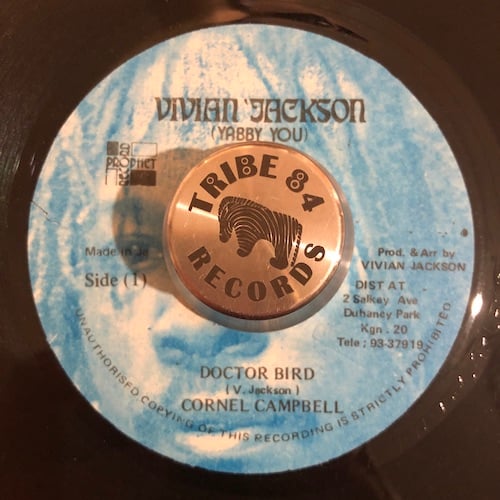 VIVIAN JACKSON
(YABBY YOU)
PROPHET
RECORD
TRIBE 84
RECORDS
Made in Ja
Side (1)
Prod. & Arr by
VIVIAN JACKSON
DIST AT
2 Salkey Ave
Duhaney Park
Kgn . 20
Tele ; 93-37919
DOCTOR BIRD
( V. Jackson )
CORNEL CAMPBELL
UNAUTHORISED COPYING OF THIS RECORDING IS STRICTLY PROHIBITED